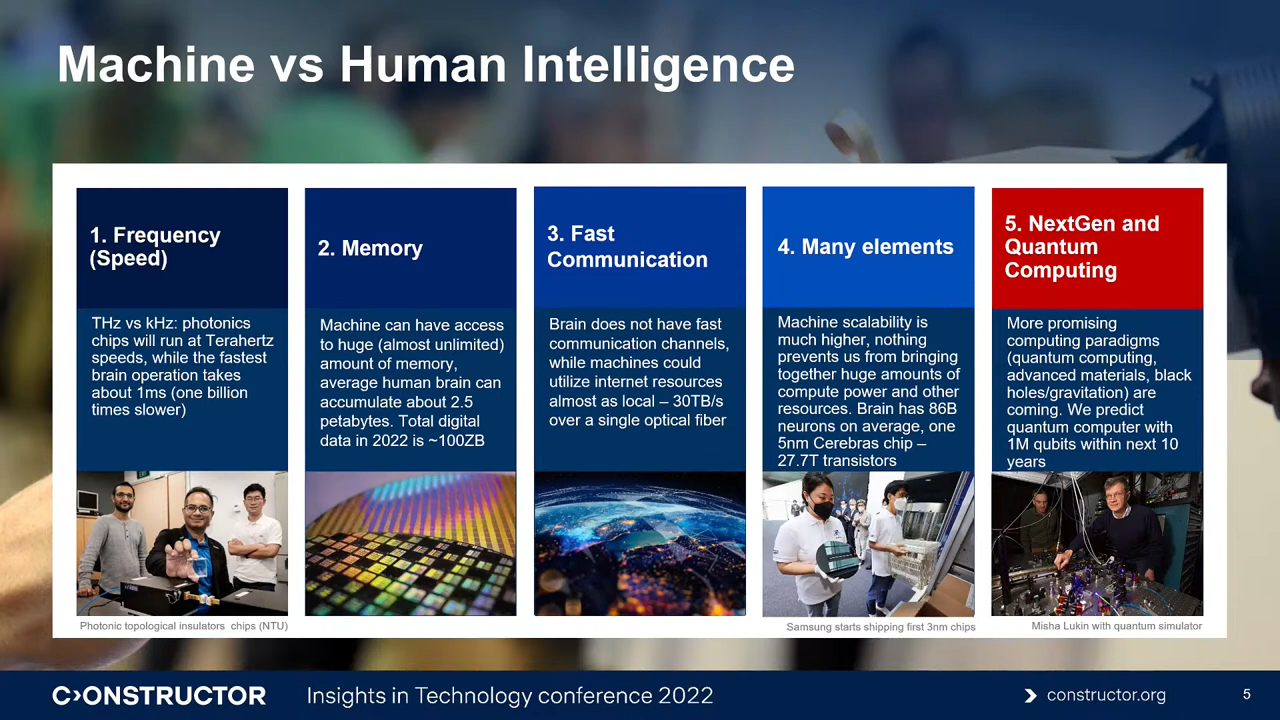 Machine vs Human Intelligence
1. Frequency
(Speed)
THz vs kHz: photonics
chips will run at Terahertz
speeds, while the fastest
brain operation takes
about 1ms (one billion
times slower)
Photonic topological insulators chips (NTU)
2. Memory
Machine can have access
to huge (almost unlimited)
amount of memory,
average human brain can
accumulate about 2.5
petabytes. Total digital
data in 2022 is ~100ZB
3. Fast
Communication
Brain does not have fast
communication channels,
while machines could
utilize internet resources
almost as local – 30TB/s
over a single optical fiber
4. Many elements
Machine scalability is
much higher, nothing
prevents us from bringing
together huge amounts of
compute power and other
resources. Brain has 86B
neurons on average, one
5nm Cerebras chip –
27.7T transistors
Samsung starts shipping first 3nm chips
5. NextGen and
Quantum
Computing
More promising
computing paradigms
(quantum computing,
advanced materials, black
holes/gravitation) are
coming. We predict
quantum computer with
1M qubits within next 10
years
Misha Lukin with quantum simulator
C›ONSTRUCTOR
Insights in Technology conference 2022
constructor.org
5